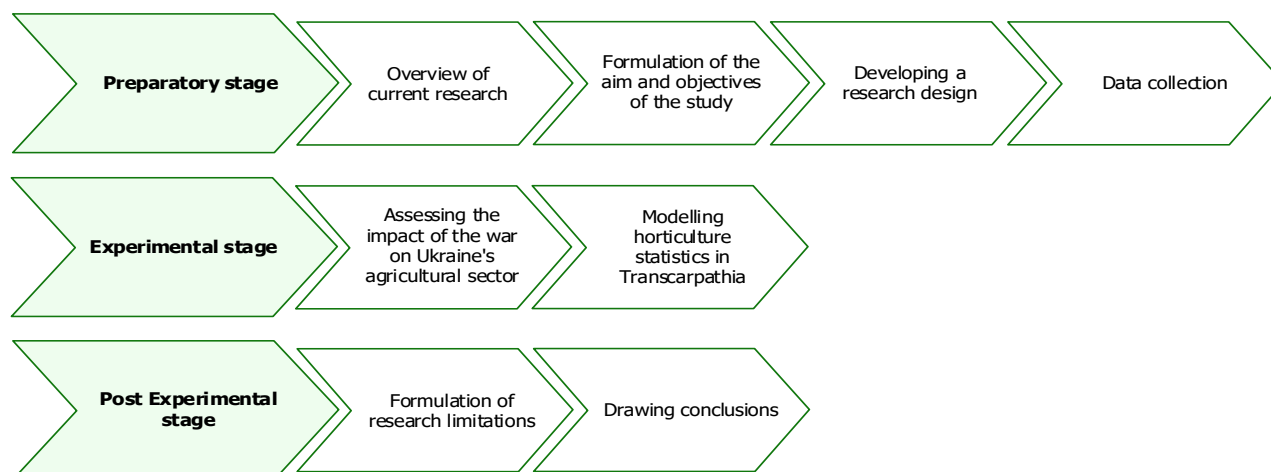 Preparatory stage
Overview of
current research
Formulation of the
aim and objectives
of the study
Developing a
research design
Data collection
Experimental stage
Assessing the
impact of the war
on Ukraine's
agricultural sector
Modelling
horticulture
statistics in
Transcarpathia
Post Experimental
stage
Formulation of
research limitations
Drawing conclusions